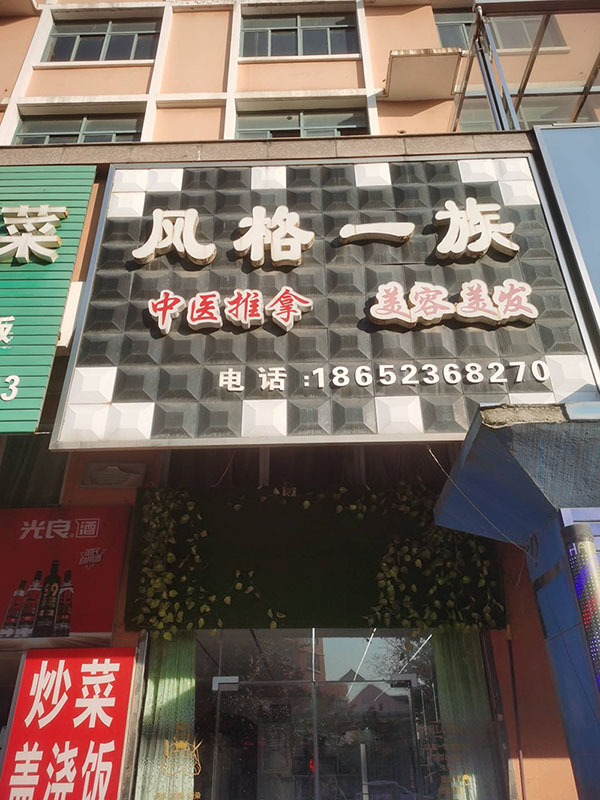 风格一族
中医推拿 美容美发
电话:18652368270
菜
3
光良 酒
炒菜
盖浇饭